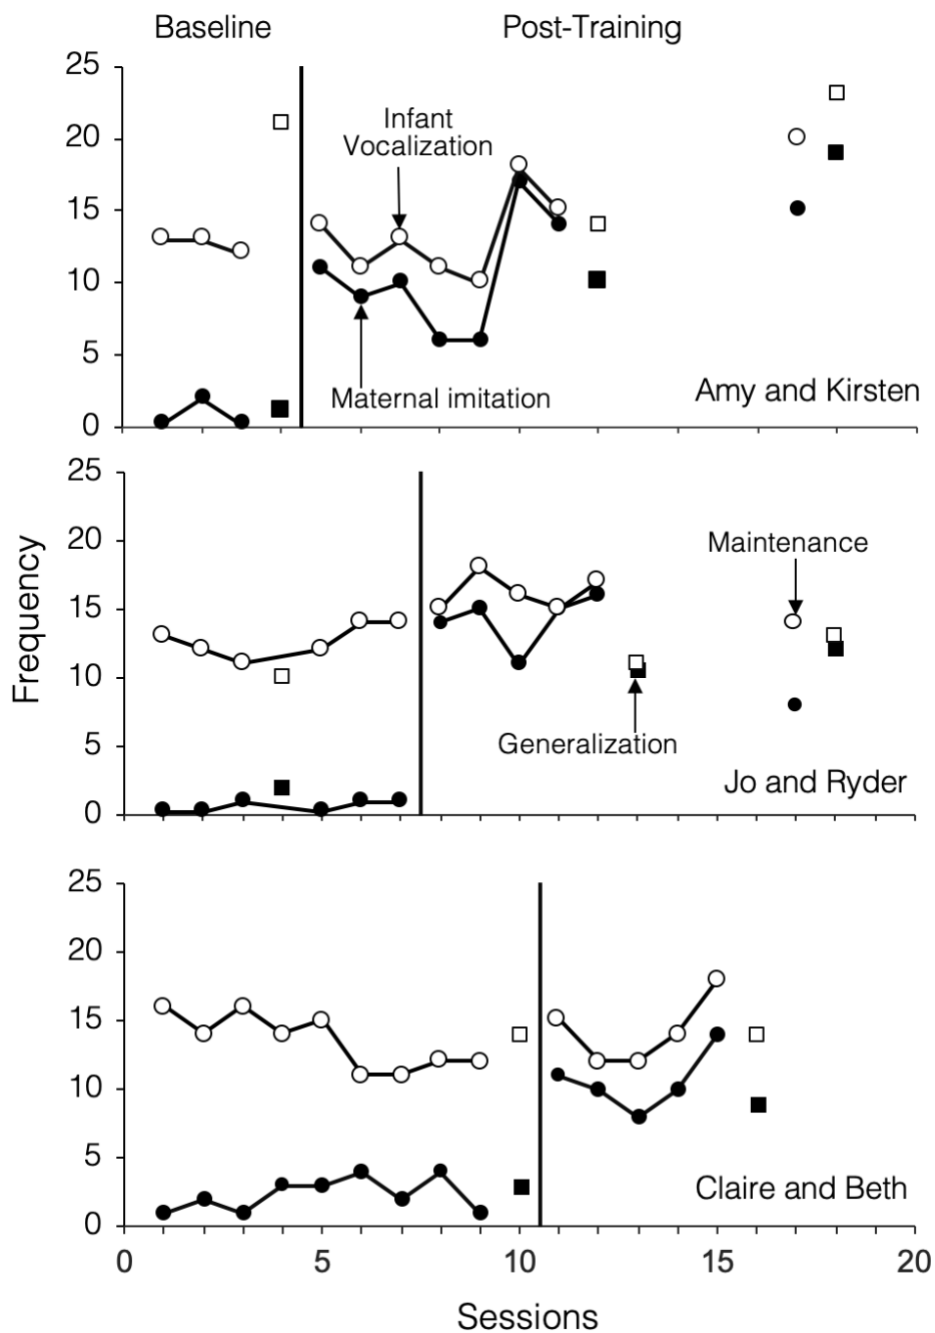 Baseline
Post-Training
25
20
15
10
5
0
Infant
Vocalization
Maternal imitation
Amy and Kirsten
25
20
15
10
5
0
Maintenance
Generalization
Jo and Ryder
Frequency
25
20
15
10
5
0
Claire and Beth
0 5 10 15 20
Sessions